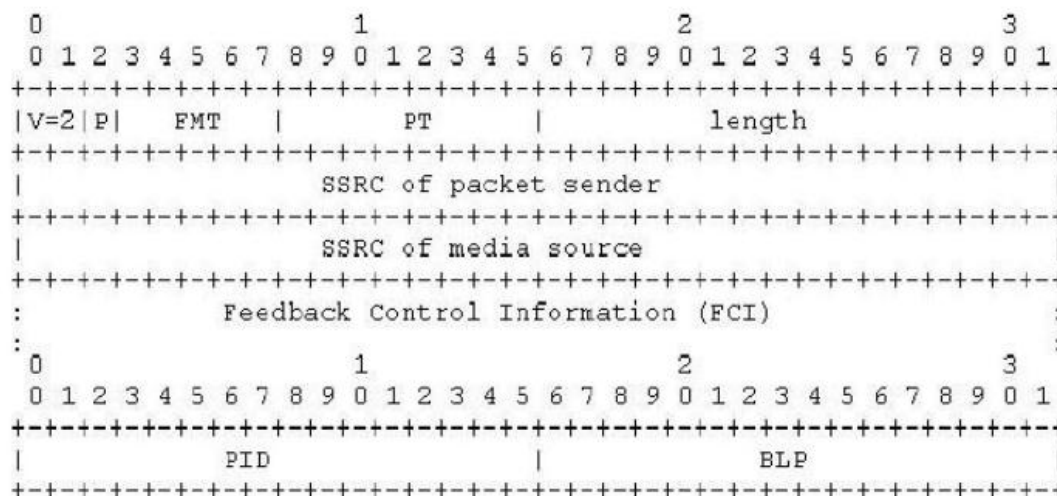 0                   1                   2                   3
0 1 2 3 4 5 6 7 8 9 0 1 2 3 4 5 6 7 8 9 0 1 2 3 4 5 6 7 8 9 0 1
+-+-+-+-+-+-+-+-+-+-+-+-+-+-+-+-+-+-+-+-+-+-+-+-+-+-+-+-+-+-+-+-
|V=2|P|   FMT   |       PT      |          length
+-+-+-+-+-+-+-+-+-+-+-+-+-+-+-+-+-+-+-+-+-+-+-+-+-+-+-+-+-+-+-+-
|                  SSRC of packet sender                        |
+-+-+-+-+-+-+-+-+-+-+-+-+-+-+-+-+-+-+-+-+-+-+-+-+-+-+-+-+-+-+-+-
|                  SSRC of media source                         |
+-+-+-+-+-+-+-+-+-+-+-+-+-+-+-+-+-+-+-+-+-+-+-+-+-+-+-+-+-+-+-+-
:            Feedback Control Information (FCI)                 :
:                                                               :
0                   1                   2                   3
0 1 2 3 4 5 6 7 8 9 0 1 2 3 4 5 6 7 8 9 0 1 2 3 4 5 6 7 8 9 0 1
+-+-+-+-+-+-+-+-+-+-+-+-+-+-+-+-+-+-+-+-+-+-+-+-+-+-+-+-+-+-+-+-
|            PID                |             BLP               |
+-+-+-+-+-+-+-+-+-+-+-+-+-+-+-+-+-+-+-+-+-+-+-+-+-+-+-+-+-+-+-+-